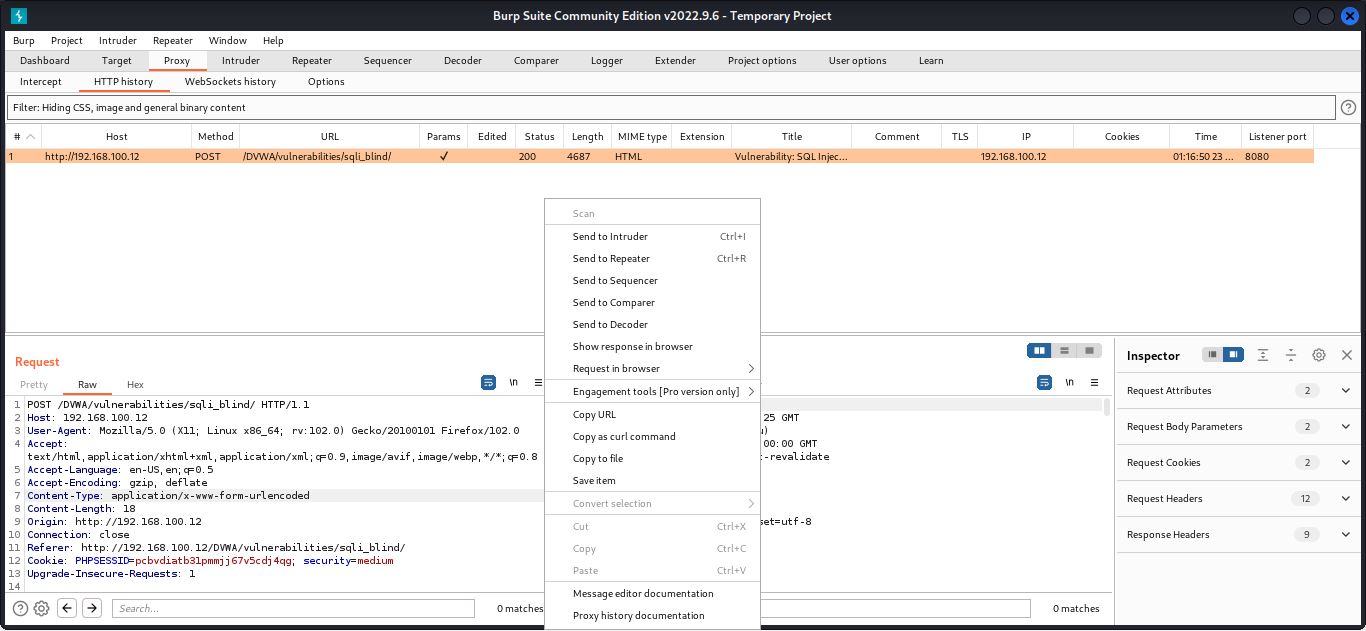 Burp Suite Community Edition v2022.9.6 - Temporary Project
Burp Project Intruder Repeater Window Help
Dashboard Target Proxy Intruder Repeater Sequencer Decoder Comparer Logger Extender Project options User options Learn
Intercept HTTP history WebSockets history Options
Filter: Hiding CSS, image and general binary content
# Host Method URL Params Edited Status Length MIME type Extension Title Comment TLS IP Cookies Time Listener port
1 http://192.168.100.12 POST /DVWA/vulnerabilities/sqli_blind/ ✓ 200 4687 HTML Vulnerability: SQL Injec... 192.168.100.12 01:16:50 23 ... 8080
Scan
Send to Intruder Ctrl+I
Send to Repeater Ctrl+R
Send to Sequencer
Send to Comparer
Send to Decoder
Show response in browser
Request in browser
Engagement tools [Pro version only]
Copy URL
Copy as curl command
Copy to file
Save item
Convert selection
Cut Ctrl+X
Copy Ctrl+C
Paste Ctrl+V
Message editor documentation
Proxy history documentation
Request
Pretty Raw Hex
\n
1 POST /DVWA/vulnerabilities/sqli_blind/ HTTP/1.1
2 Host: 192.168.100.12
3 User-Agent: Mozilla/5.0 (X11; Linux x86_64; rv:102.0) Gecko/20100101 Firefox/102.0
4 Accept:
text/html,application/xhtml+xml,application/xml;q=0.9,image/avif,image/webp,*/*;q=0.8
5 Accept-Language: en-US,en;q=0.5
6 Accept-Encoding: gzip, deflate
7 Content-Type: application/x-www-form-urlencoded
8 Content-Length: 18
9 Origin: http://192.168.100.12
10 Connection: close
11 Referer: http://192.168.100.12/DVWA/vulnerabilities/sqli_blind/
12 Cookie: PHPSESSID=pcbvdiatb31pmmjj67v5cdj4qg; security=medium
13 Upgrade-Insecure-Requests: 1
14
Search...
0 matches
\n
25 GMT
u)
00:00 GMT
t-revalidate
set=utf-8
0 matches
Inspector
Request Attributes 2
Request Body Parameters 2
Request Cookies 2
Request Headers 12
Response Headers 9